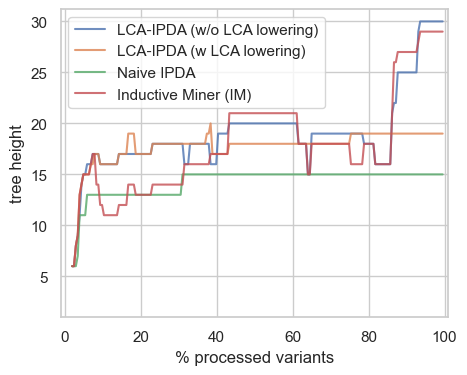 LCA-IPDA (w/o LCA lowering)
LCA-IPDA (w LCA lowering)
Naive IPDA
Inductive Miner (IM)
tree height
30
25
20
15
10
5
0 20 40 60 80 100
% processed variants